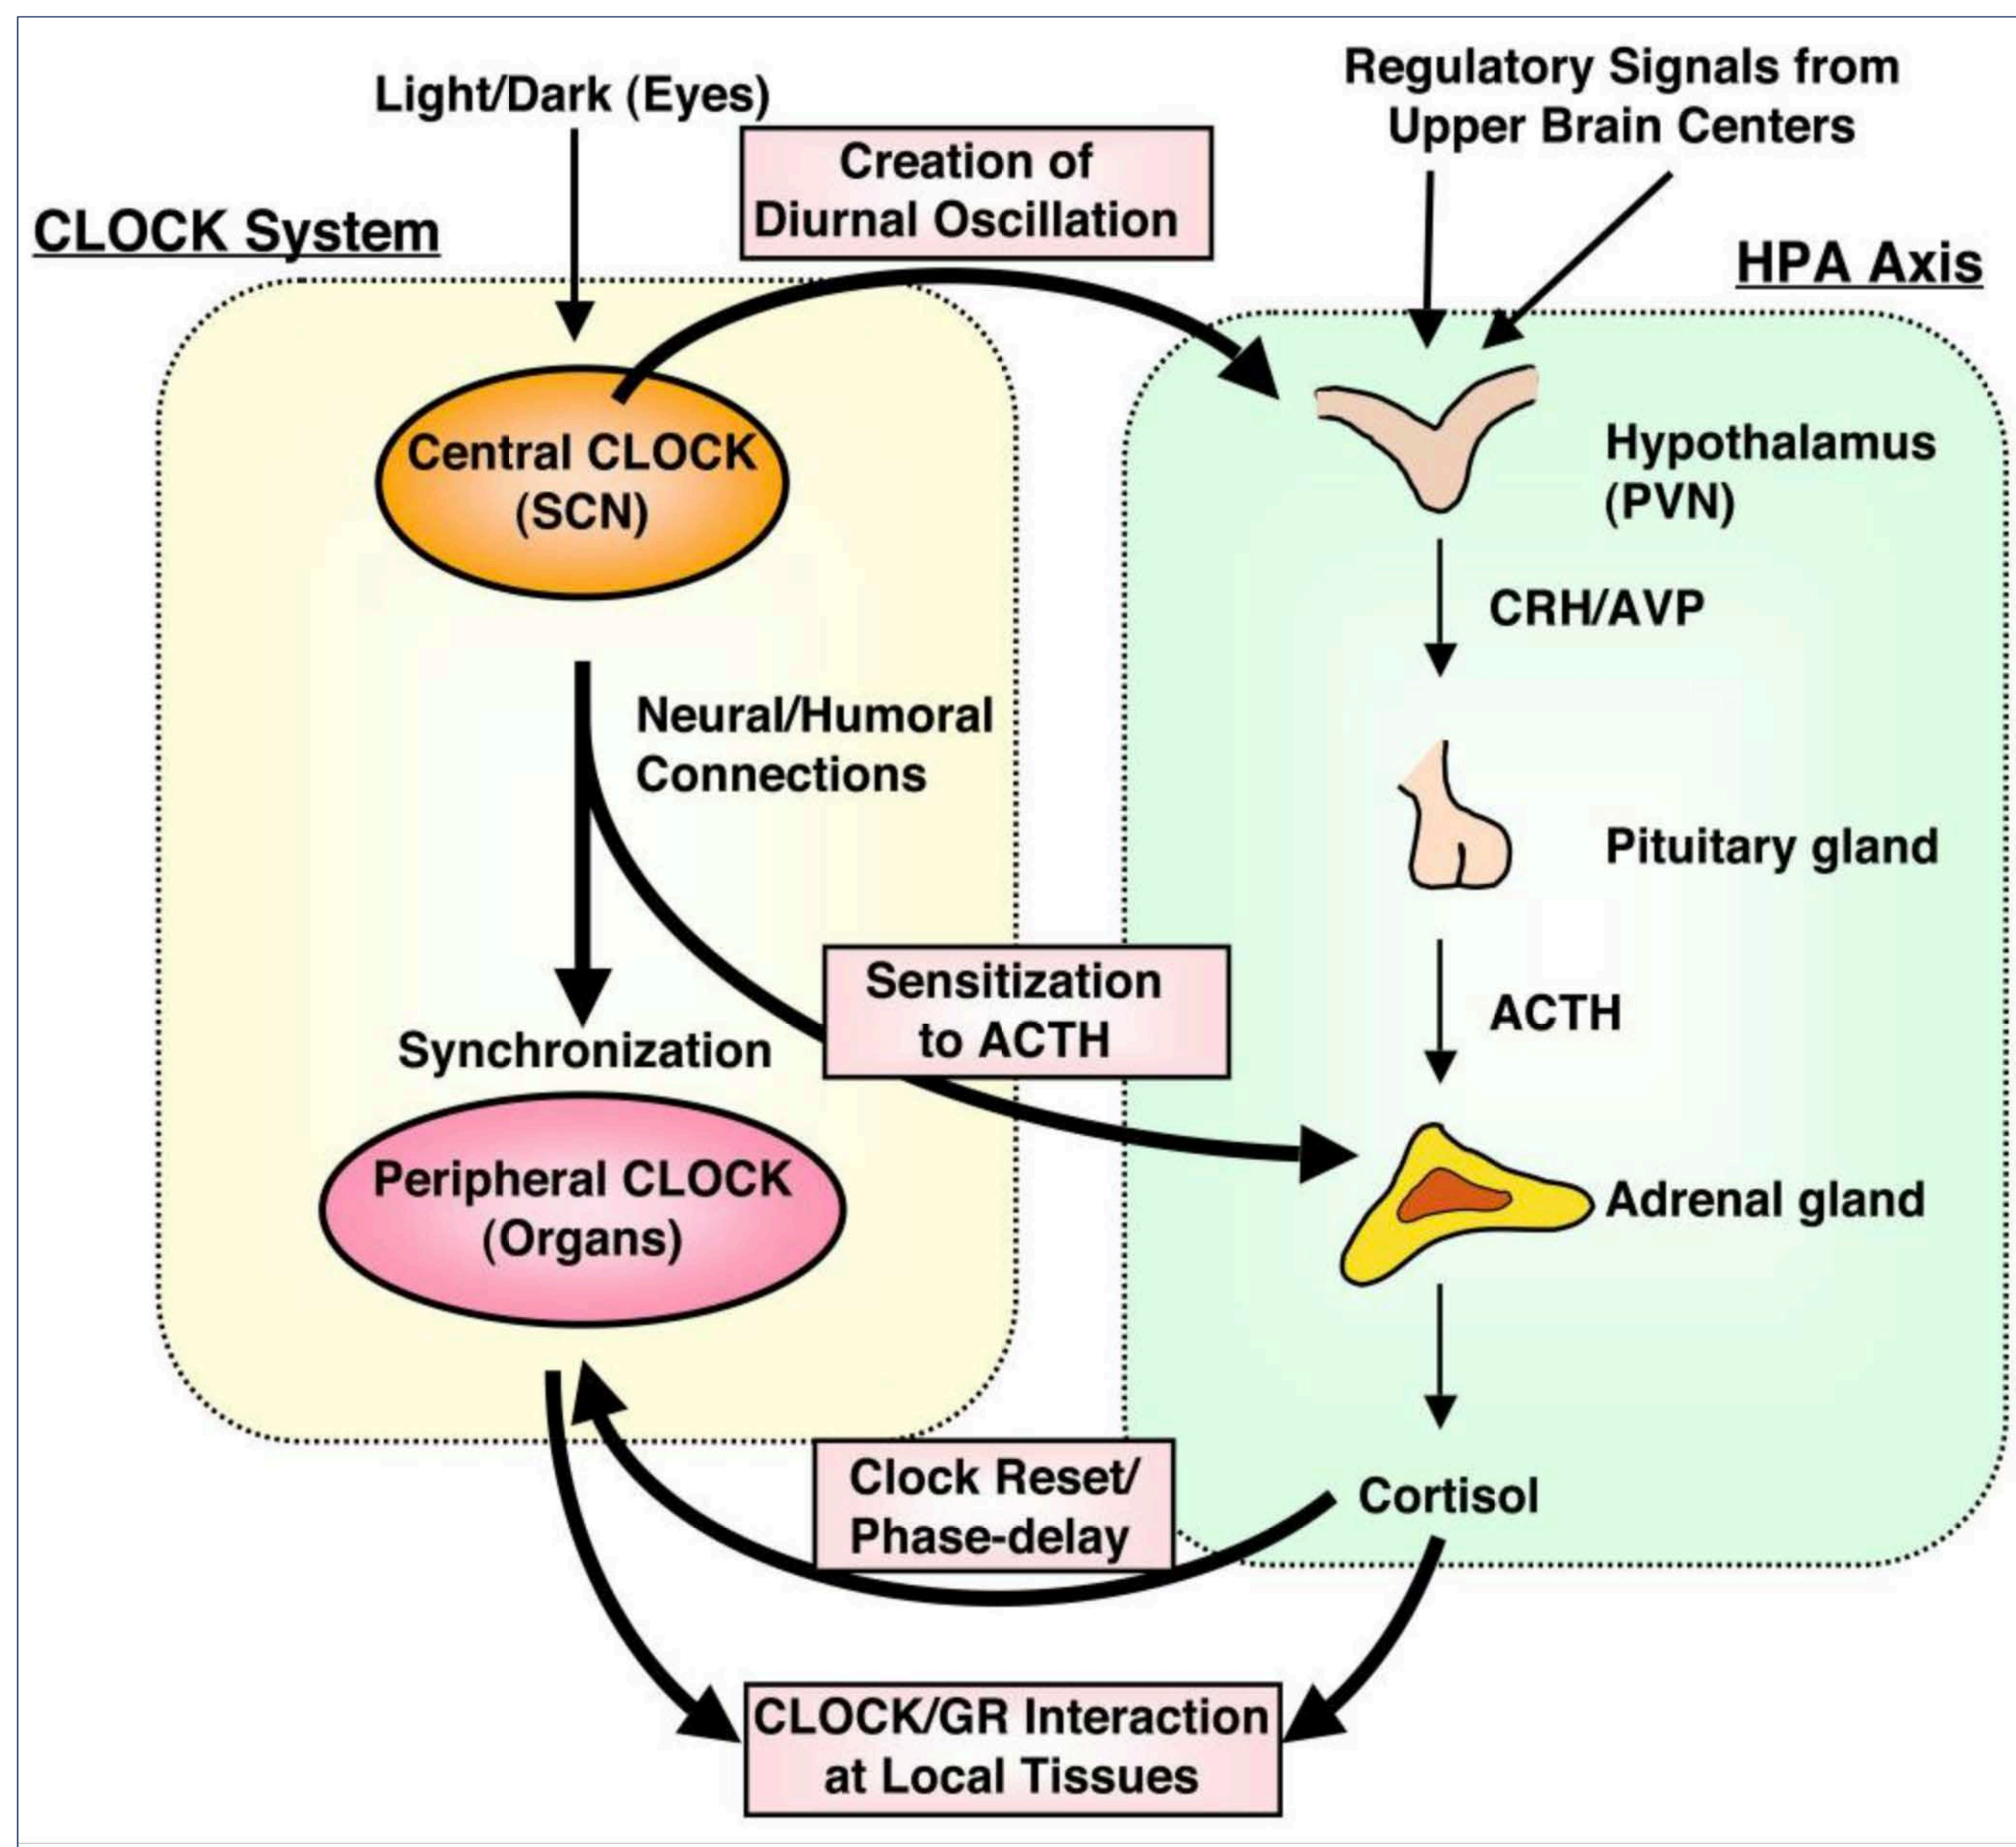 Light/Dark (Eyes)
Regulatory Signals from
Upper Brain Centers
Creation of
Diurnal Oscillation
CLOCK System
HPA Axis
Central CLOCK
(SCN)
Hypothalamus
(PVN)
CRH/AVP
Neural/Humoral
Connections
Pituitary gland
Sensitization
to ACTH
ACTH
Synchronization
Peripheral CLOCK
(Organs)
Adrenal gland
Clock Reset/
Phase-delay
Cortisol
CLOCK/GR Interaction
at Local Tissues